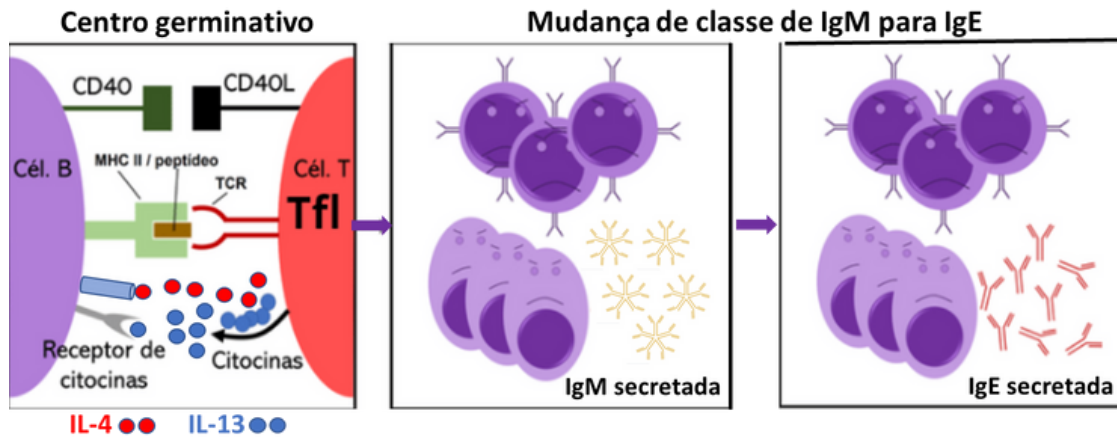 Centro germinativo
Mudança de classe de IgM para IgE
CD40
CD40L
MHC II / peptídeo
TCR
Cél. B
Cél. T
Tfl
Receptor de
citocinas
Citocinas
IL-4
IL-13
IgM secretada
IgE secretada